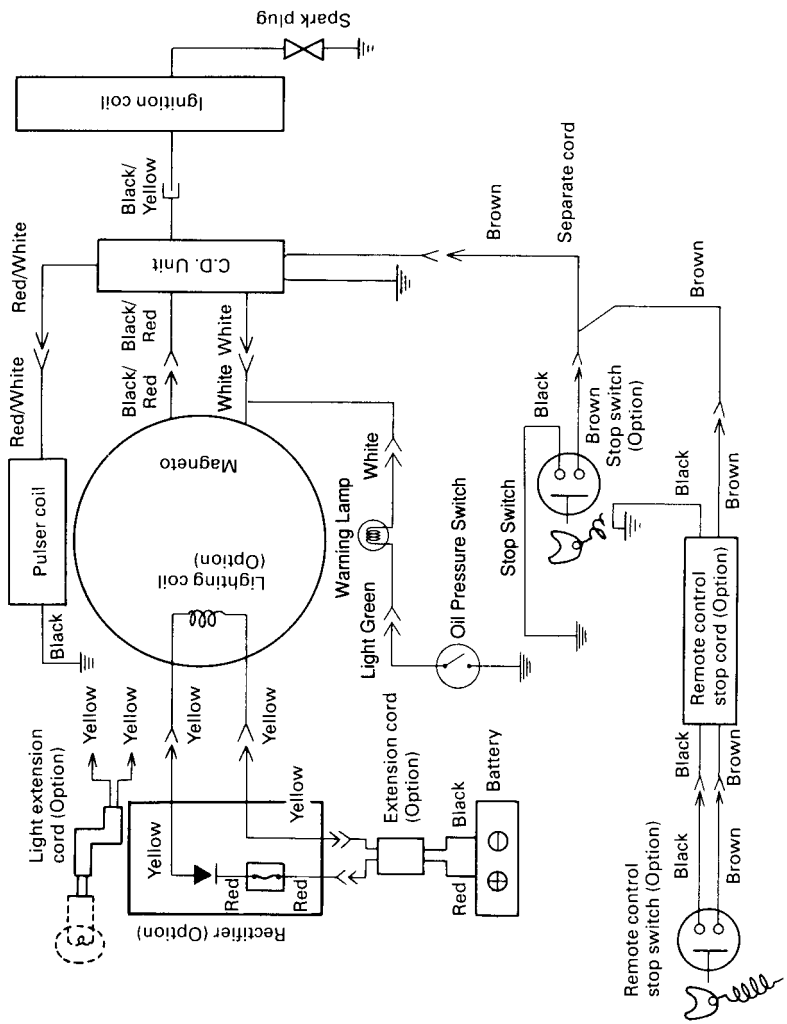 Spark plug
Ignition coil
Black/
Yellow
Red/White
Red/White
C.D. Unit
Black/
Red
Black/
Red
White
White
Brown
Separate cord
Brown
Pulser coil
Black
Magneto
Lighting coil
(Option)
Warning Lamp
White
Light Green
Oil Pressure Switch
Stop Switch
Black
Brown
Stop switch
(Option)
Black
Brown
Remote control
stop cord (Option)
Black
Brown
Black
Brown
Remote control
stop switch (Option)
Light extension
cord (Option)
Yellow
Yellow
Yellow
Yellow
Yellow
Yellow
Red
Red
Rectifier (Option)
Extension cord
(Option)
Black
Red
Battery